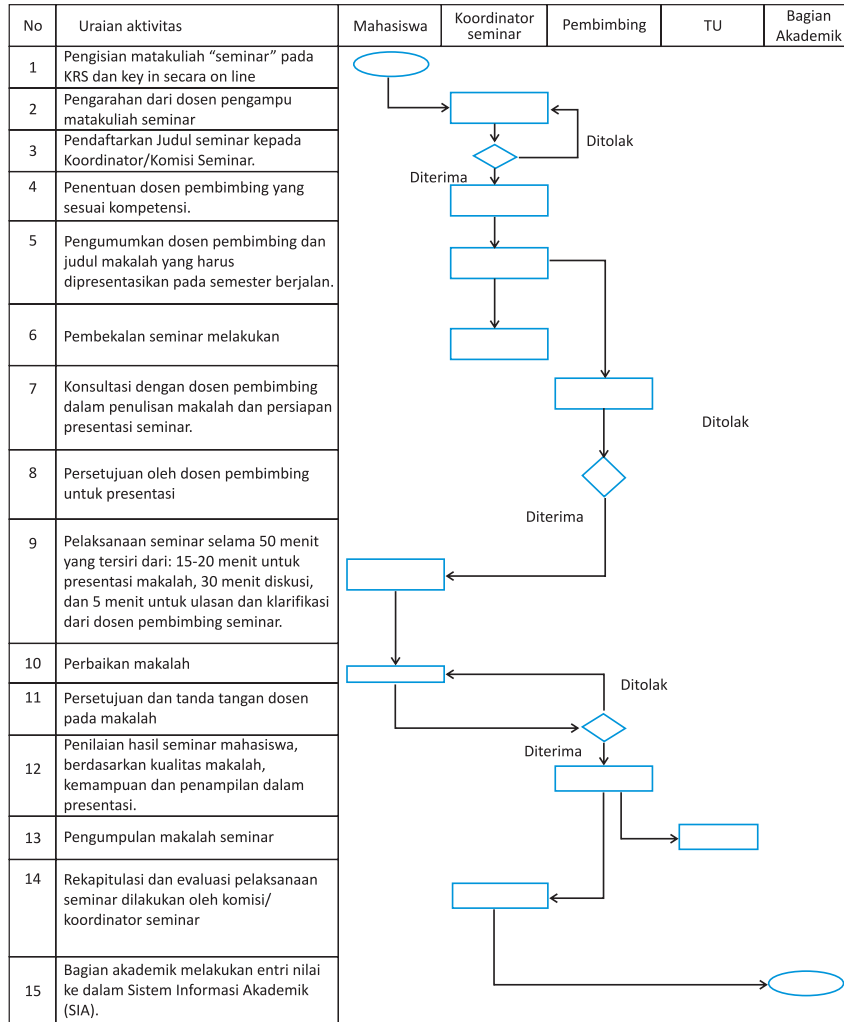 No
Uraian aktivitas
Mahasiswa
Koordinator
seminar
Pembimbing
TU
Bagian
Akademik
1
Pengisian matakuliah “seminar” pada
KRS dan key in secara on line
2
Pengarahan dari dosen pengampu
matakuliah seminar
3
Pendaftarkan Judul seminar kepada
Koordinator/Komisi Seminar.
Ditolak
Diterima
4
Penentuan dosen pembimbing yang
sesuai kompetensi.
5
Pengumumkan dosen pembimbing dan
judul makalah yang harus
dipresentasikan pada semester berjalan.
6
Pembekalan seminar melakukan
7
Konsultasi dengan dosen pembimbing
dalam penulisan makalah dan persiapan
presentasi seminar.
Ditolak
8
Persetujuan oleh dosen pembimbing
untuk presentasi
Diterima
9
Pelaksanaan seminar selama 50 menit
yang tersiri dari: 15-20 menit untuk
presentasi makalah, 30 menit diskusi,
dan 5 menit untuk ulasan dan klarifikasi
dari dosen pembimbing seminar.
10
Perbaikan makalah
Ditolak
11
Persetujuan dan tanda tangan dosen
pada makalah
Diterima
12
Penilaian hasil seminar mahasiswa,
berdasarkan kualitas makalah,
kemampuan dan penampilan dalam
presentasi.
13
Pengumpulan makalah seminar
14
Rekapitulasi dan evaluasi pelaksanaan
seminar dilakukan oleh komisi/
koordinator seminar
15
Bagian akademik melakukan entri nilai
ke dalam Sistem Informasi Akademik
(SIA).